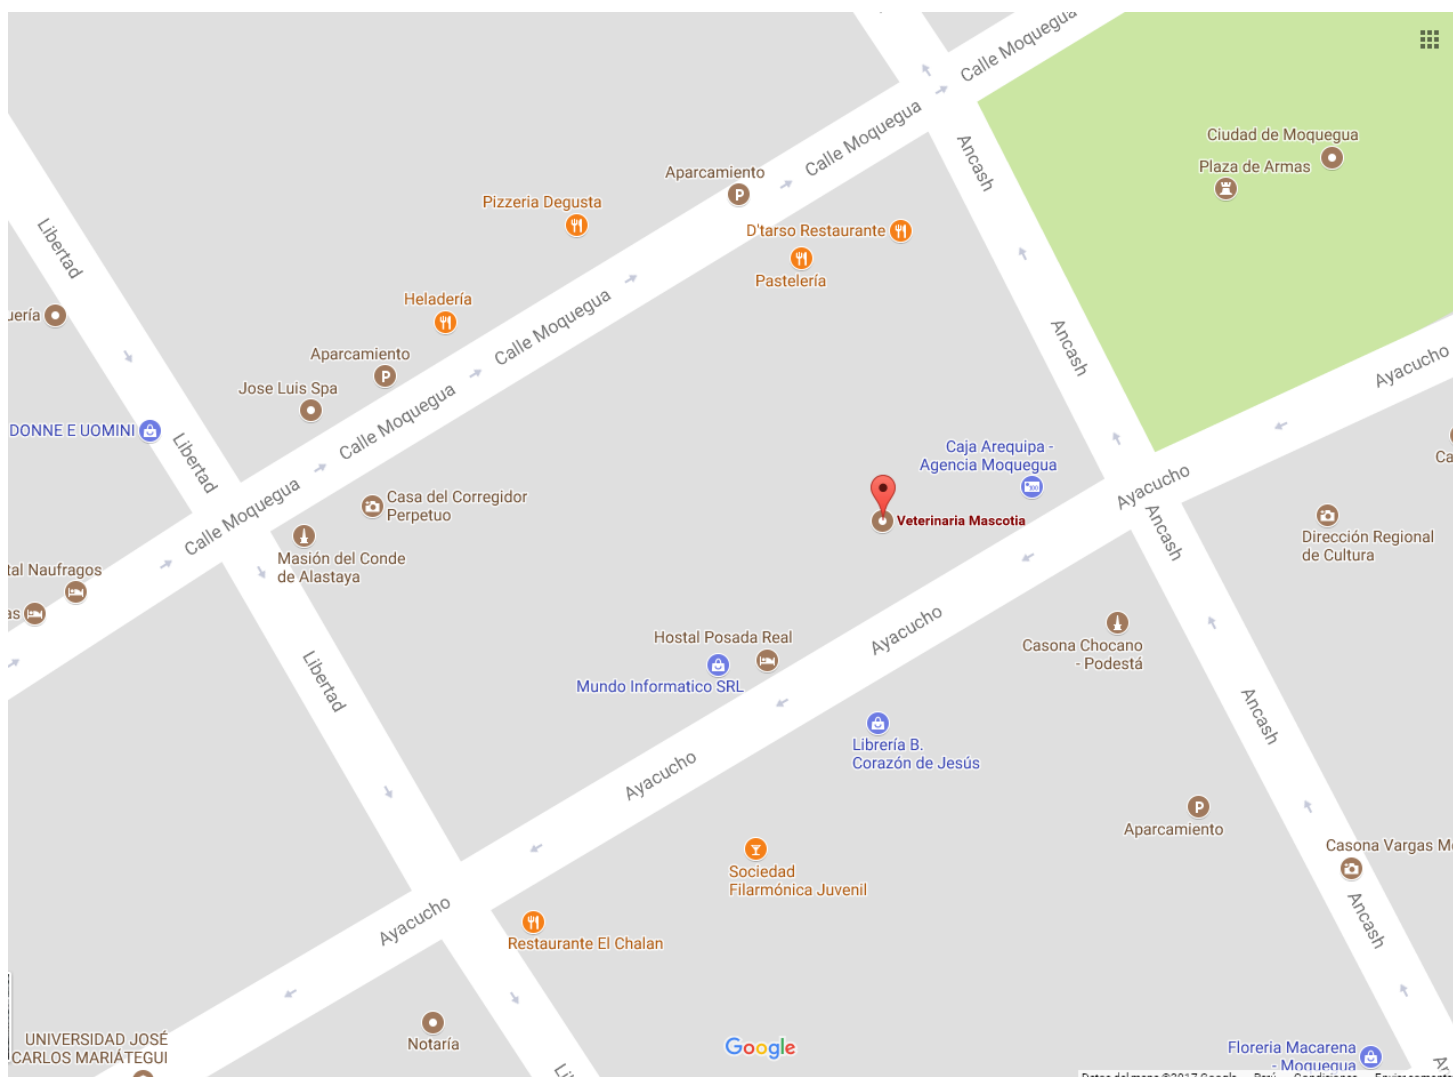 Calle Moquegua
Ancash
Ciudad de Moquegua
Plaza de Armas
Calle Moquegua
Aparcamiento
Pizzeria Degusta
D'tarso Restaurante
Pastelería
Libertad
Heladería
Calle Moquegua
Aparcamiento
Jose Luis Spa
Ancash
Ayacucho
Calle Moquegua
DONNE E UOMINI
Libertad
Caja Arequipa -
Agencia Moquegua
Ayacucho
Veterinaria Mascotia
Casa del Corregidor
Perpetuo
Calle Moquegua
Masión del Conde
de Alastaya
Ancash
Dirección Regional
de Cultura
Naufragos
Hostal Posada Real
Mundo Informatico SRL
Ayacucho
Casona Chocano
- Podestá
Libertad
Ancash
Librería B.
Corazón de Jesús
Ayacucho
Aparcamiento
Casona Vargas
Sociedad
Filarmónica Juvenil
Ancash
Ayacucho
Restaurante El Chalan
Notaría
UNIVERSIDAD JOSÉ
CARLOS MARIÁTEGUI
Google
Floreria Macarena
- Moquegua